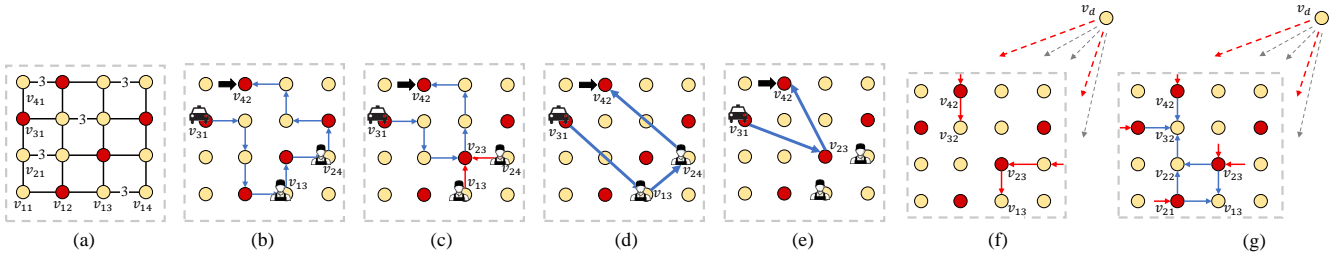 3 3
v41
v31 3
3
v21
3
v11 v12 v13 v14
(a)
v42
v31
v24
v13
(b)
v42
v31
v23
v24
v13
(c)
v42
v31
v24
v13
(d)
v42
v31
v23
(e)
vd
v42
v32
v23
v13
(f)
vd
v42
v32
v22 v23
v21 v13
(g)